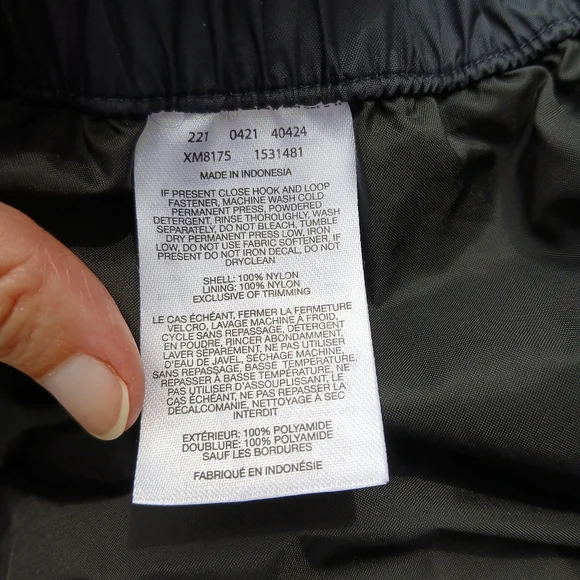 221 0421 40424
XM8175 1531481
MADE IN INDONESIA
IF PRESENT CLOSE HOOK AND LOOP
FASTENER, MACHINE WASH COLD
PERMANENT PRESS, POWDERED
DETERGENT, RINSE THOROUGHLY, WASH
SEPARATELY, DO NOT BLEACH, TUMBLE
DRY PERMANENT PRESS LOW, IRON
LOW, DO NOT USE FABRIC SOFTENER, IF
PRESENT DO NOT IRON DECAL, DO NOT
DRYCLEAN
SHELL: 100% NYLON
LINING: 100% NYLON
EXCLUSIVE OF TRIMMING
LE CAS ÉCHÉANT, FERMER LA FERMETURE
VELCRO, LAVAGE MACHINE À FROID,
CYCLE SANS REPASSAGE, DÉTERGENT
EN POUDRE, RINCER ABONDAMMENT,
LAVER SÉPARÉMENT, NE PAS UTILISER
D'EAU DE JAVEL, SÉCHAGE MACHINE,
SANS REPASSAGE, BASSE TEMPÉRATURE,
REPASSER À BASSE TEMPÉRATURE, NE
PAS UTILISER D'ASSOUPLISSANT, LE
CAS ÉCHÉANT, NE PAS REPASSER LA
DÉCALCOMANIE, NETTOYAGE À SEC
INTERDIT
EXTÉRIEUR: 100% POLYAMIDE
DOUBLURE: 100% POLYAMIDE
SAUF LES BORDURES
FABRIQUÉ EN INDONÉSIE